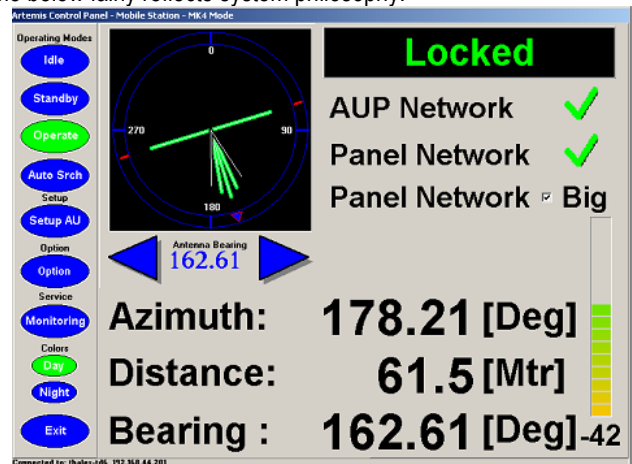 Artemis Control Panel - Mobile Station - MK4 Mode
Operating Modes
Idle
Standby
Operate
Auto Srch
Setup
Setup AU
Option
Option
Service
Monitoring
Colors
Day
Night
Exit
0
270
90
180
Antenna Bearing
162.61
Locked
AUP Network
Panel Network
Panel Network Big
Azimuth: 178.21 [Deg]
Distance: 61.5 [Mtr]
Bearing : 162.61 [Deg]
-42